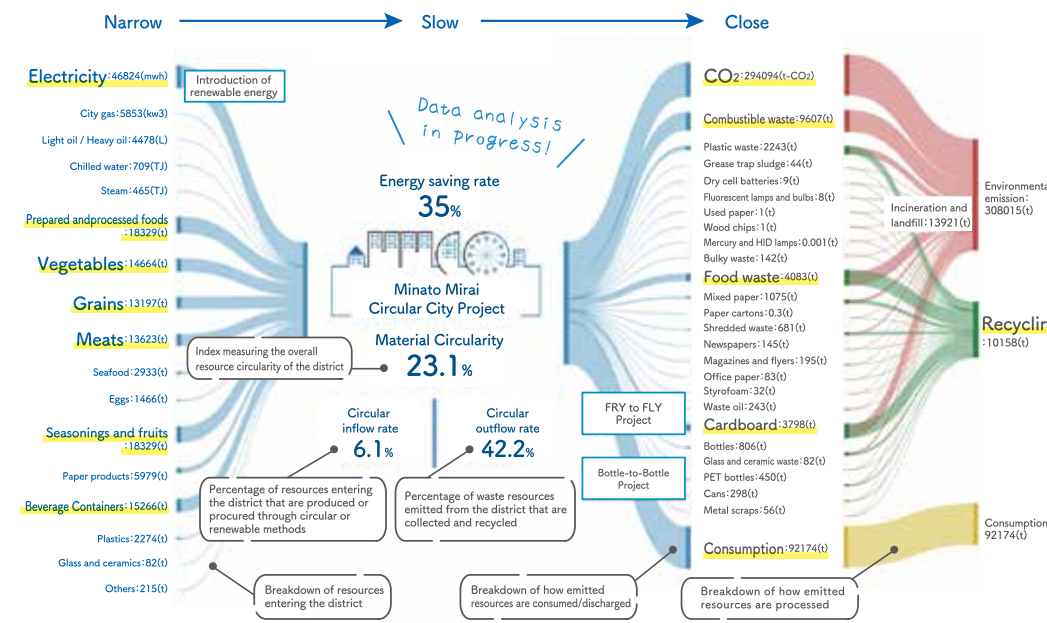 Narrow
Slow
Close
Electricity:46824(mwh)
City gas:5853(kw3)
Light oil / Heavy oil:4478(L)
Chilled water:709(TJ)
Steam:465(TJ)
Prepared andprocessed foods
:18329(t)
Vegetables:14664(t)
Grains:13197(t)
Meats:13623(t)
Seafood:2933(t)
Eggs:1466(t)
Seasonings and fruits
:18329(t)
Paper products:5979(t)
Beverage Containers:15266(t)
Plastics:2274(t)
Glass and ceramics:82(t)
Others:215(t)
Introduction of
renewable energy
Data analysis
in progress!
Energy saving rate
35%
Minato Mirai
Circular City Project
Material Circularity
23.1%
Index measuring the overall
resource circularity of the district
Circular
inflow rate
6.1%
Circular
outflow rate
42.2%
Percentage of resources entering
the district that are produced or
procured through circular or
renewable methods
Percentage of waste resources
emitted from the district that are
collected and recycled
Breakdown of resources
entering the district
Breakdown of how emitted
resources are consumed/discharged
Breakdown of how emitted
resources are processed
FRY to FLY
Project
Bottle-to-Bottle
Project
CO2:294094(t-CO2)
Combustible waste:9607(t)
Plastic waste:2243(t)
Grease trap sludge:44(t)
Dry cell batteries:9(t)
Fluorescent lamps and bulbs:8(t)
Used paper:1(t)
Wood chips:1(t)
Mercury and HID lamps:0.001(t)
Bulky waste:142(t)
Food waste:4083(t)
Mixed paper:1075(t)
Paper cartons:0.3(t)
Shredded waste:681(t)
Newspapers:145(t)
Magazines and flyers:195(t)
Office paper:83(t)
Styrofoam:32(t)
Waste oil:243(t)
Cardboard:3798(t)
Bottles:806(t)
Glass and ceramic waste:82(t)
PET bottles:450(t)
Cans:298(t)
Metal scraps:56(t)
Consumption:92174(t)
Incineration and
landfill:13921(t)
Environmenta
emission:
308015(t)
Recyclin
:10158(t)
Consumption
92174(t)